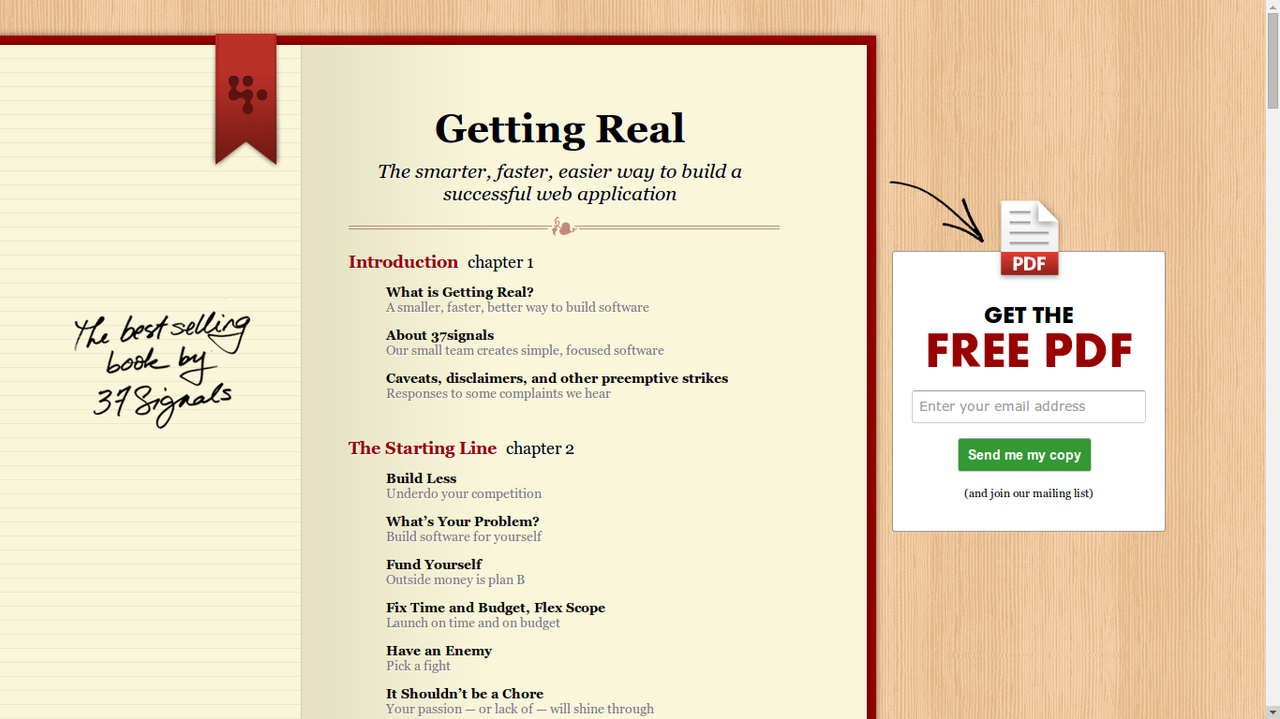 Getting Real
The smarter, faster, easier way to build a
successful web application
Introduction chapter 1
What is Getting Real?
A smaller, faster, better way to build software
About 37signals
Our small team creates simple, focused software
Caveats, disclaimers, and other preemptive strikes
Responses to some complaints we hear
The Starting Line chapter 2
Build Less
Underdo your competition
What's Your Problem?
Build software for yourself
Fund Yourself
Outside money is plan B
Fix Time and Budget, Flex Scope
Launch on time and on budget
Have an Enemy
Pick a fight
It Shouldn't be a Chore
Your passion — or lack of — will shine through
The best selling
book by
37Signals
PDF
GET THE
FREE PDF
Enter your email address
Send me my copy
(and join our mailing list)